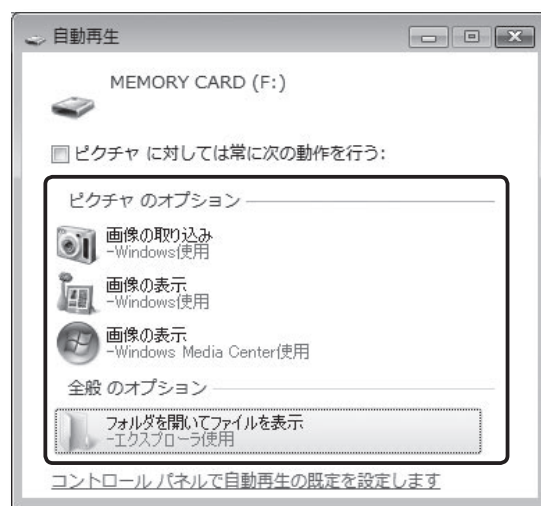 自動再生
MEMORY CARD (F:)
ピクチャ に対しては常に次の動作を行う:
ピクチャ のオプション
画像の取り込み
-Windows使用
画像の表示
-Windows使用
画像の表示
-Windows Media Center使用
全般 のオプション
フォルダを開いてファイルを表示
-エクスプローラ使用
コントロール パネルで自動再生の既定を設定します